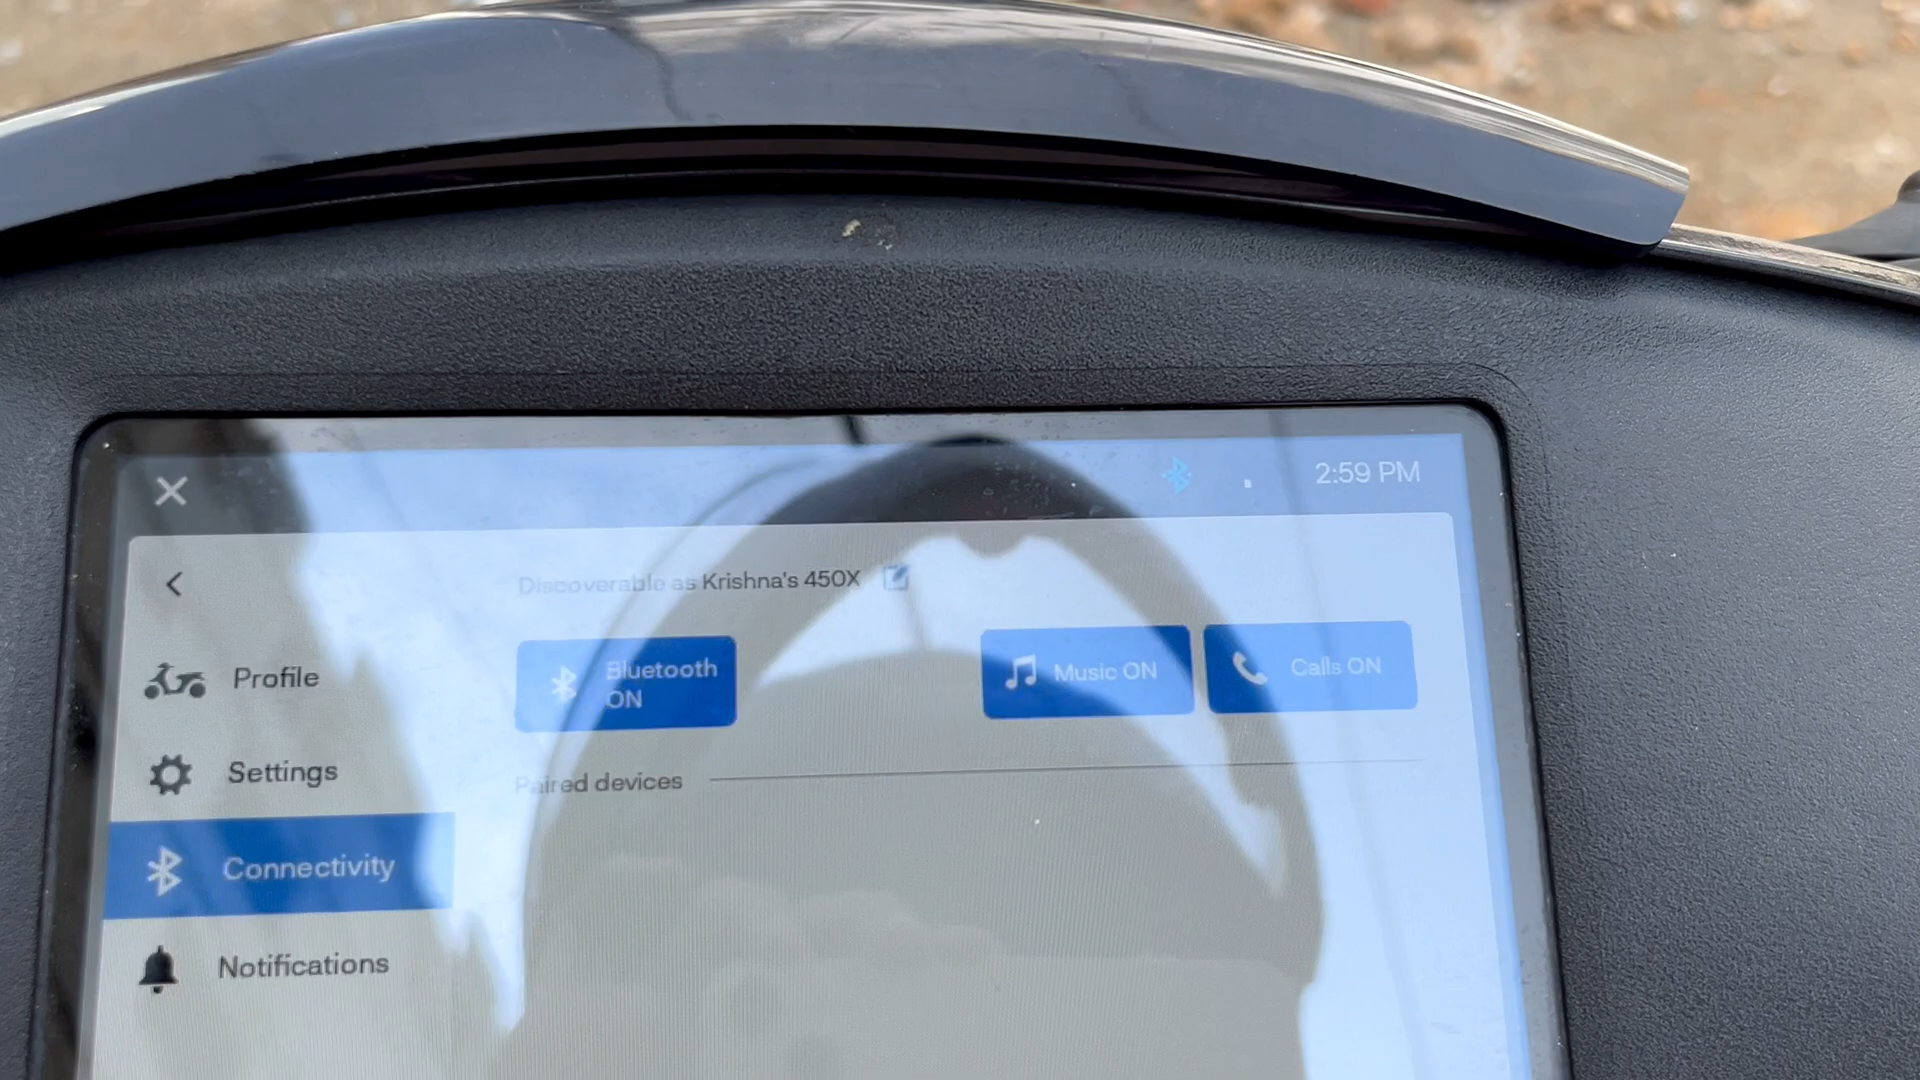 2:59 PM
Discoverable as Krishna's 450X
Bluetooth
ON
Music ON
Calls ON
Profile
Settings
Connectivity
Notifications
Paired devices